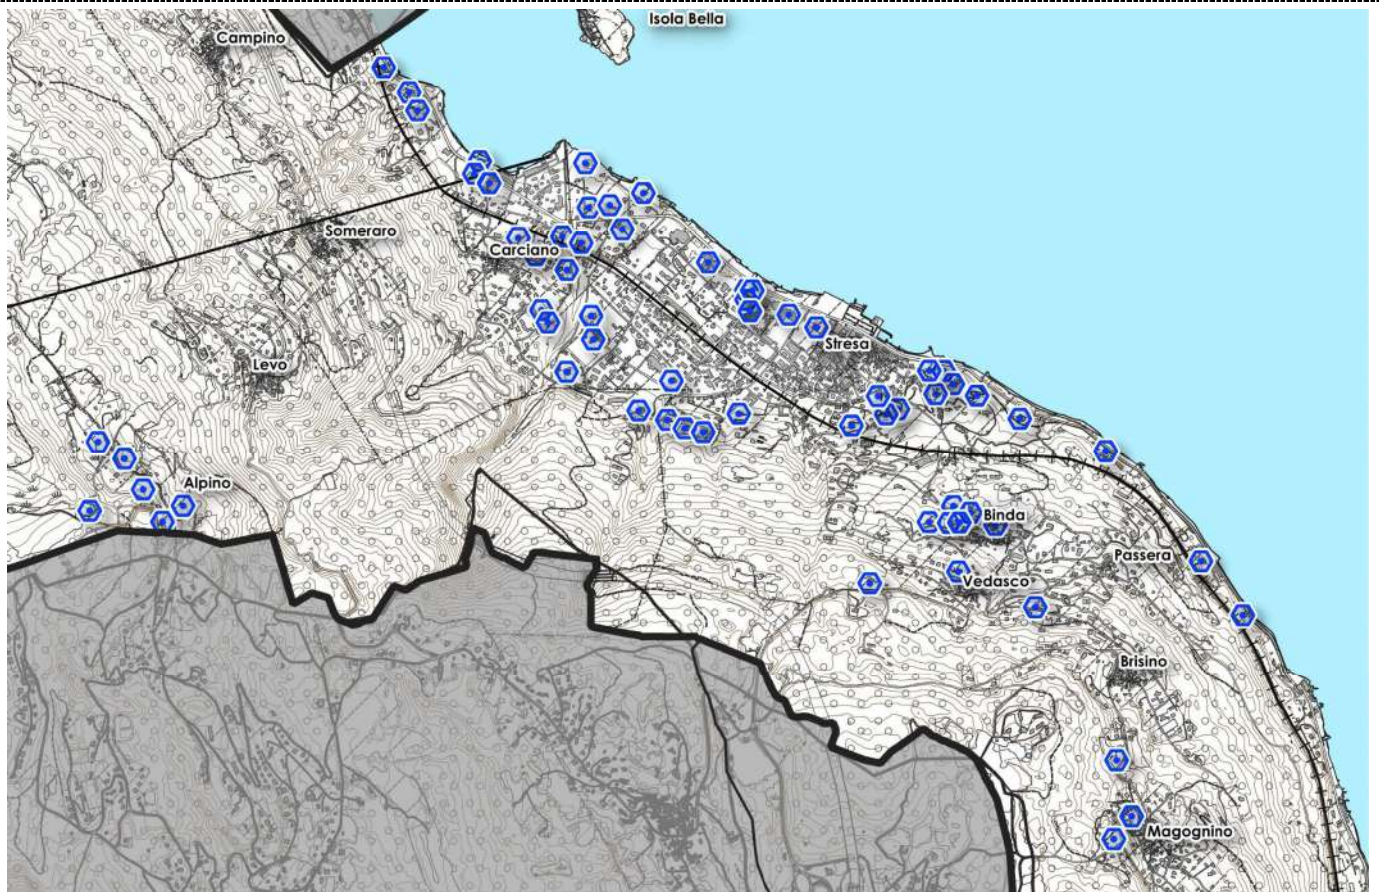 Isola Bella
Campino
Someraro
Carciano
Stresa
Levo
Alpino
Binda
Passera
Vedasco
Brisino
Magognino